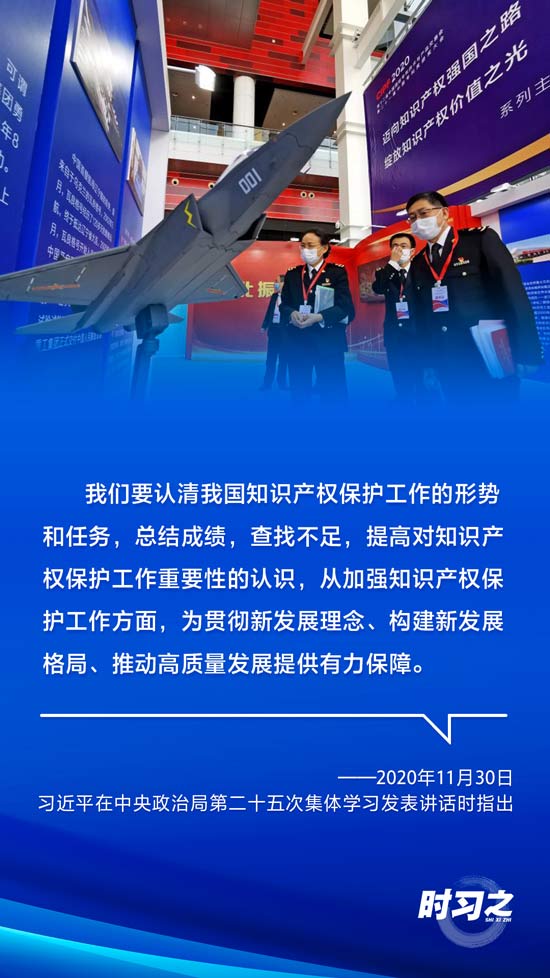 CIPF 2020
迈向知识产权强国之路
绽放知识产权价值之光
系列主
001
士振
我们要认清我国知识产权保护工作的形势
和任务，总结成绩，查找不足，提高对知识产
权保护工作重要性的认识，从加强知识产权保
护工作方面，为贯彻新发展理念、构建新发展
格局、推动高质量发展提供有力保障。
——2020年11月30日
习近平在中央政治局第二十五次集体学习发表讲话时指出
时习之
SHI XI ZHI